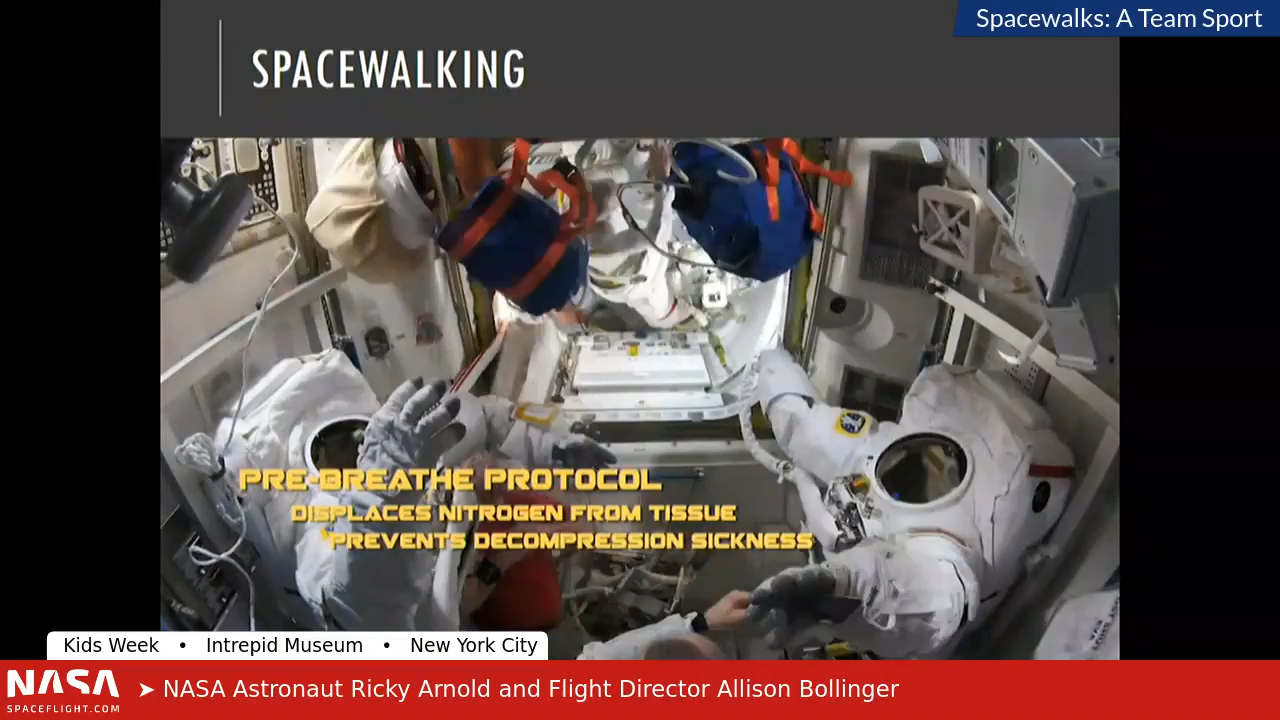 Spacewalks: A Team Sport
SPACEWALKING
PRE-BREATHE PROTOCOL
DISPLACES NITROGEN FROM TISSUE
*PREVENTS DECOMPRESSION SICKNESS
Kids Week • Intrepid Museum • New York City
NASA
SPACEFLIGHT.COM
➤ NASA Astronaut Ricky Arnold and Flight Director Allison Bollinger